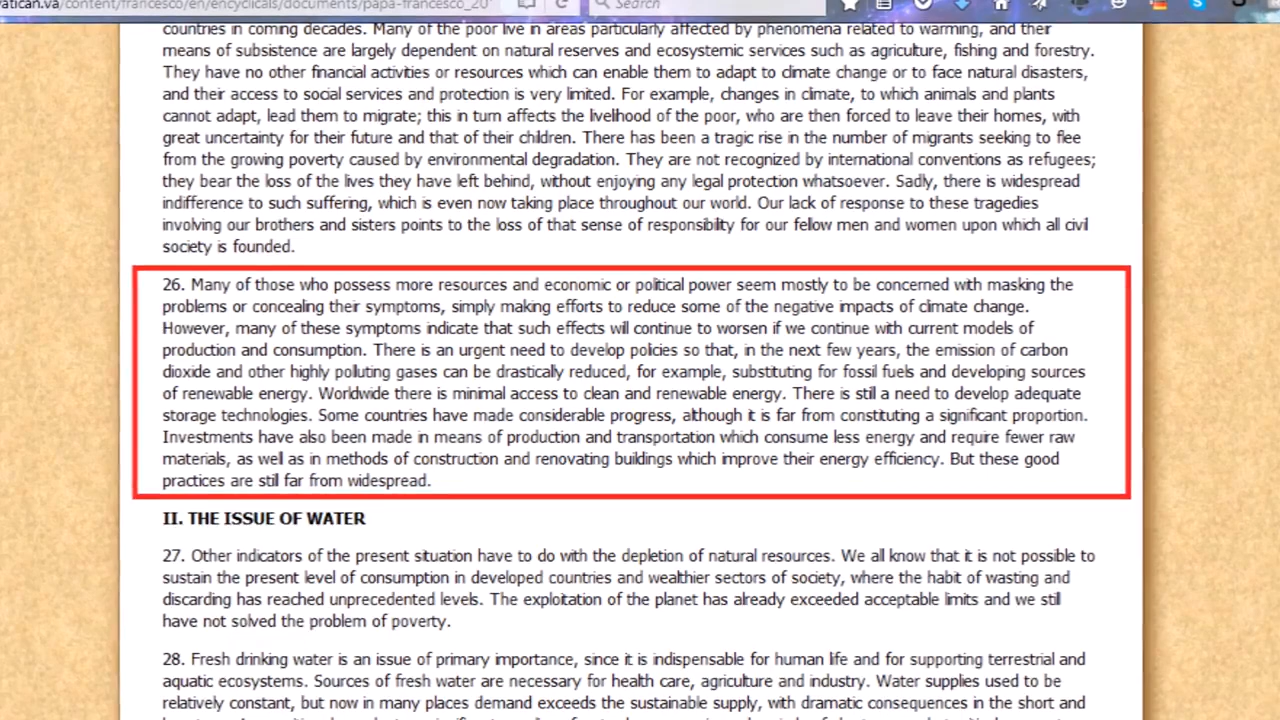 vatican.va/content/francesco/en/encyclicals/documents/papa-francesco_20
Search
countries in coming decades. Many of the poor live in areas particularly affected by phenomena related to warming, and their
means of subsistence are largely dependent on natural reserves and ecosystemic services such as agriculture, fishing and forestry.
They have no other financial activities or resources which can enable them to adapt to climate change or to face natural disasters,
and their access to social services and protection is very limited. For example, changes in climate, to which animals and plants
cannot adapt, lead them to migrate; this in turn affects the livelihood of the poor, who are then forced to leave their homes, with
great uncertainty for their future and that of their children. There has been a tragic rise in the number of migrants seeking to flee
from the growing poverty caused by environmental degradation. They are not recognized by international conventions as refugees;
they bear the loss of the lives they have left behind, without enjoying any legal protection whatsoever. Sadly, there is widespread
indifference to such suffering, which is even now taking place throughout our world. Our lack of response to these tragedies
involving our brothers and sisters points to the loss of that sense of responsibility for our fellow men and women upon which all civil
society is founded.
26. Many of those who possess more resources and economic or political power seem mostly to be concerned with masking the
problems or concealing their symptoms, simply making efforts to reduce some of the negative impacts of climate change.
However, many of these symptoms indicate that such effects will continue to worsen if we continue with current models of
production and consumption. There is an urgent need to develop policies so that, in the next few years, the emission of carbon
dioxide and other highly polluting gases can be drastically reduced, for example, substituting for fossil fuels and developing sources
of renewable energy. Worldwide there is minimal access to clean and renewable energy. There is still a need to develop adequate
storage technologies. Some countries have made considerable progress, although it is far from constituting a significant proportion.
Investments have also been made in means of production and transportation which consume less energy and require fewer raw
materials, as well as in methods of construction and renovating buildings which improve their energy efficiency. But these good
practices are still far from widespread.
II. THE ISSUE OF WATER
27. Other indicators of the present situation have to do with the depletion of natural resources. We all know that it is not possible to
sustain the present level of consumption in developed countries and wealthier sectors of society, where the habit of wasting and
discarding has reached unprecedented levels. The exploitation of the planet has already exceeded acceptable limits and we still
have not solved the problem of poverty.
28. Fresh drinking water is an issue of primary importance, since it is indispensable for human life and for supporting terrestrial and
aquatic ecosystems. Sources of fresh water are necessary for health care, agriculture and industry. Water supplies used to be
relatively constant, but now in many places demand exceeds the sustainable supply, with dramatic consequences in the short and